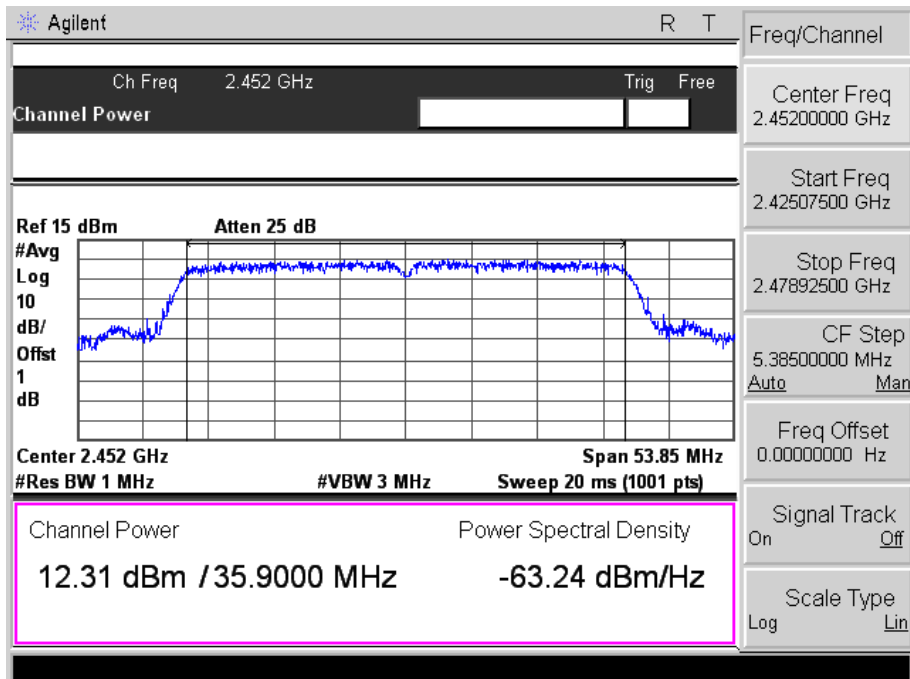 Agilent R T
Freq/Channel
Ch Freq 2.452 GHz Trig Free
Channel Power
Ref 15 dBm Atten 25 dB
#Avg
Log
10
dB/
Offst
1
dB
Center 2.452 GHz Span 53.85 MHz
#Res BW 1 MHz #VBW 3 MHz Sweep 20 ms (1001 pts)
Channel Power Power Spectral Density
12.31 dBm / 35.9000 MHz -63.24 dBm/Hz
Center Freq
2.45200000 GHz
Start Freq
2.42507500 GHz
Stop Freq
2.47892500 GHz
CF Step
5.38500000 MHz
Auto Man
Freq Offset
0.00000000 Hz
Signal Track
On Off
Scale Type
Log Lin